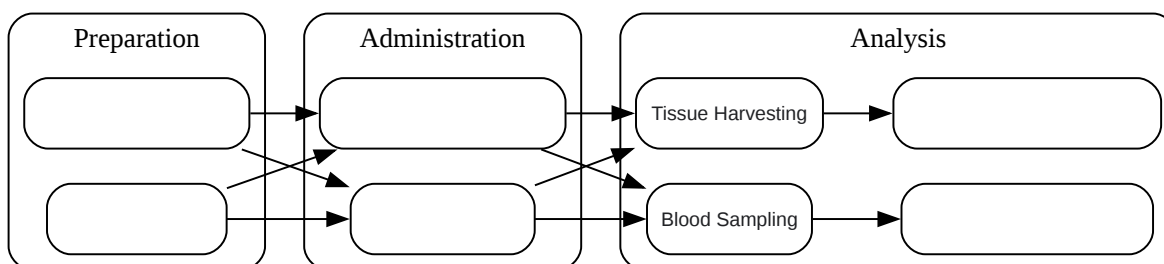 Preparation
Administration
Analysis
Tissue Harvesting
Blood Sampling